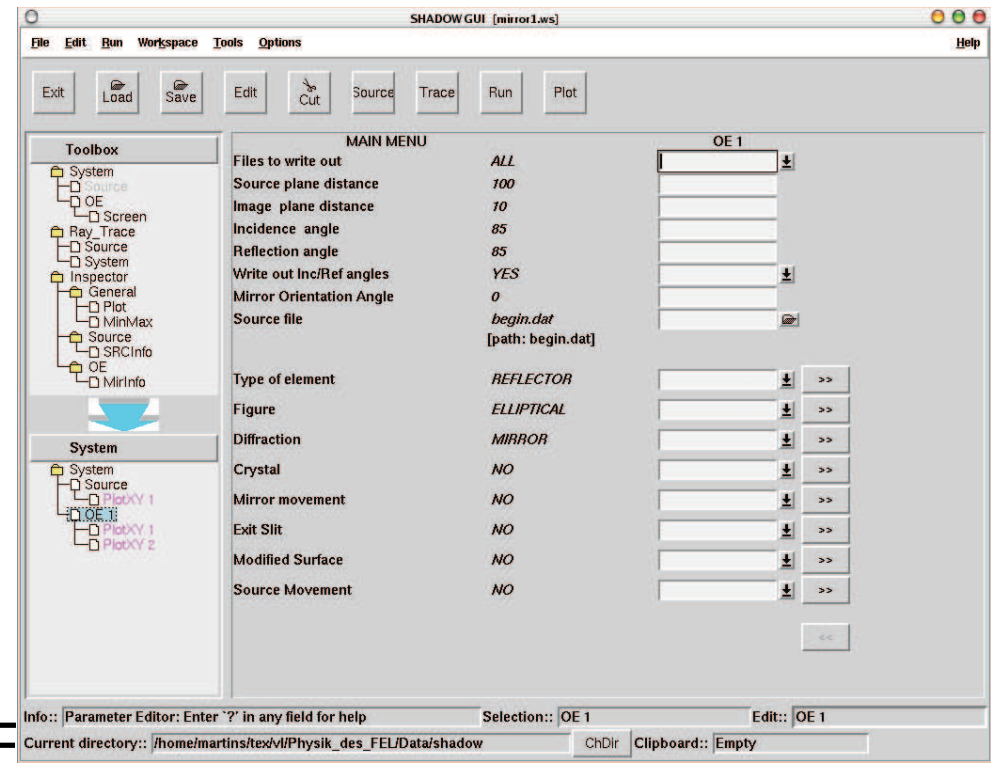 SHADOW GUI [mirror1.ws]
File Edit Run Workspace Tools Options Help
Exit Load Save Edit Cut Source Trace Run Plot
Toolbox
System
Source
OE
Screen
Ray_Trace
Source
System
Inspector
General
Plot
MinMax
Source
SRCInfo
OE
MirInfo
System
System
Source
PlotXY 1
OE 1
PlotXY 1
PlotXY 2
MAIN MENU OE 1
Files to write out ALL
Source plane distance 100
Image plane distance 10
Incidence angle 85
Reflection angle 85
Write out Inc/Ref angles YES
Mirror Orientation Angle 0
Source file begin.dat
[path: begin.dat]
Type of element REFLECTOR >>
Figure ELLIPTICAL >>
Diffraction MIRROR >>
Crystal NO >>
Mirror movement NO >>
Exit Slit NO >>
Modified Surface NO >>
Source Movement NO >>
<<
Info:: Parameter Editor: Enter `?' in any field for help Selection:: OE 1 Edit:: OE 1
Current directory:: /home/martins/tex/vl/Physik_des_FEL/Data/shadow ChDir Clipboard:: Empty